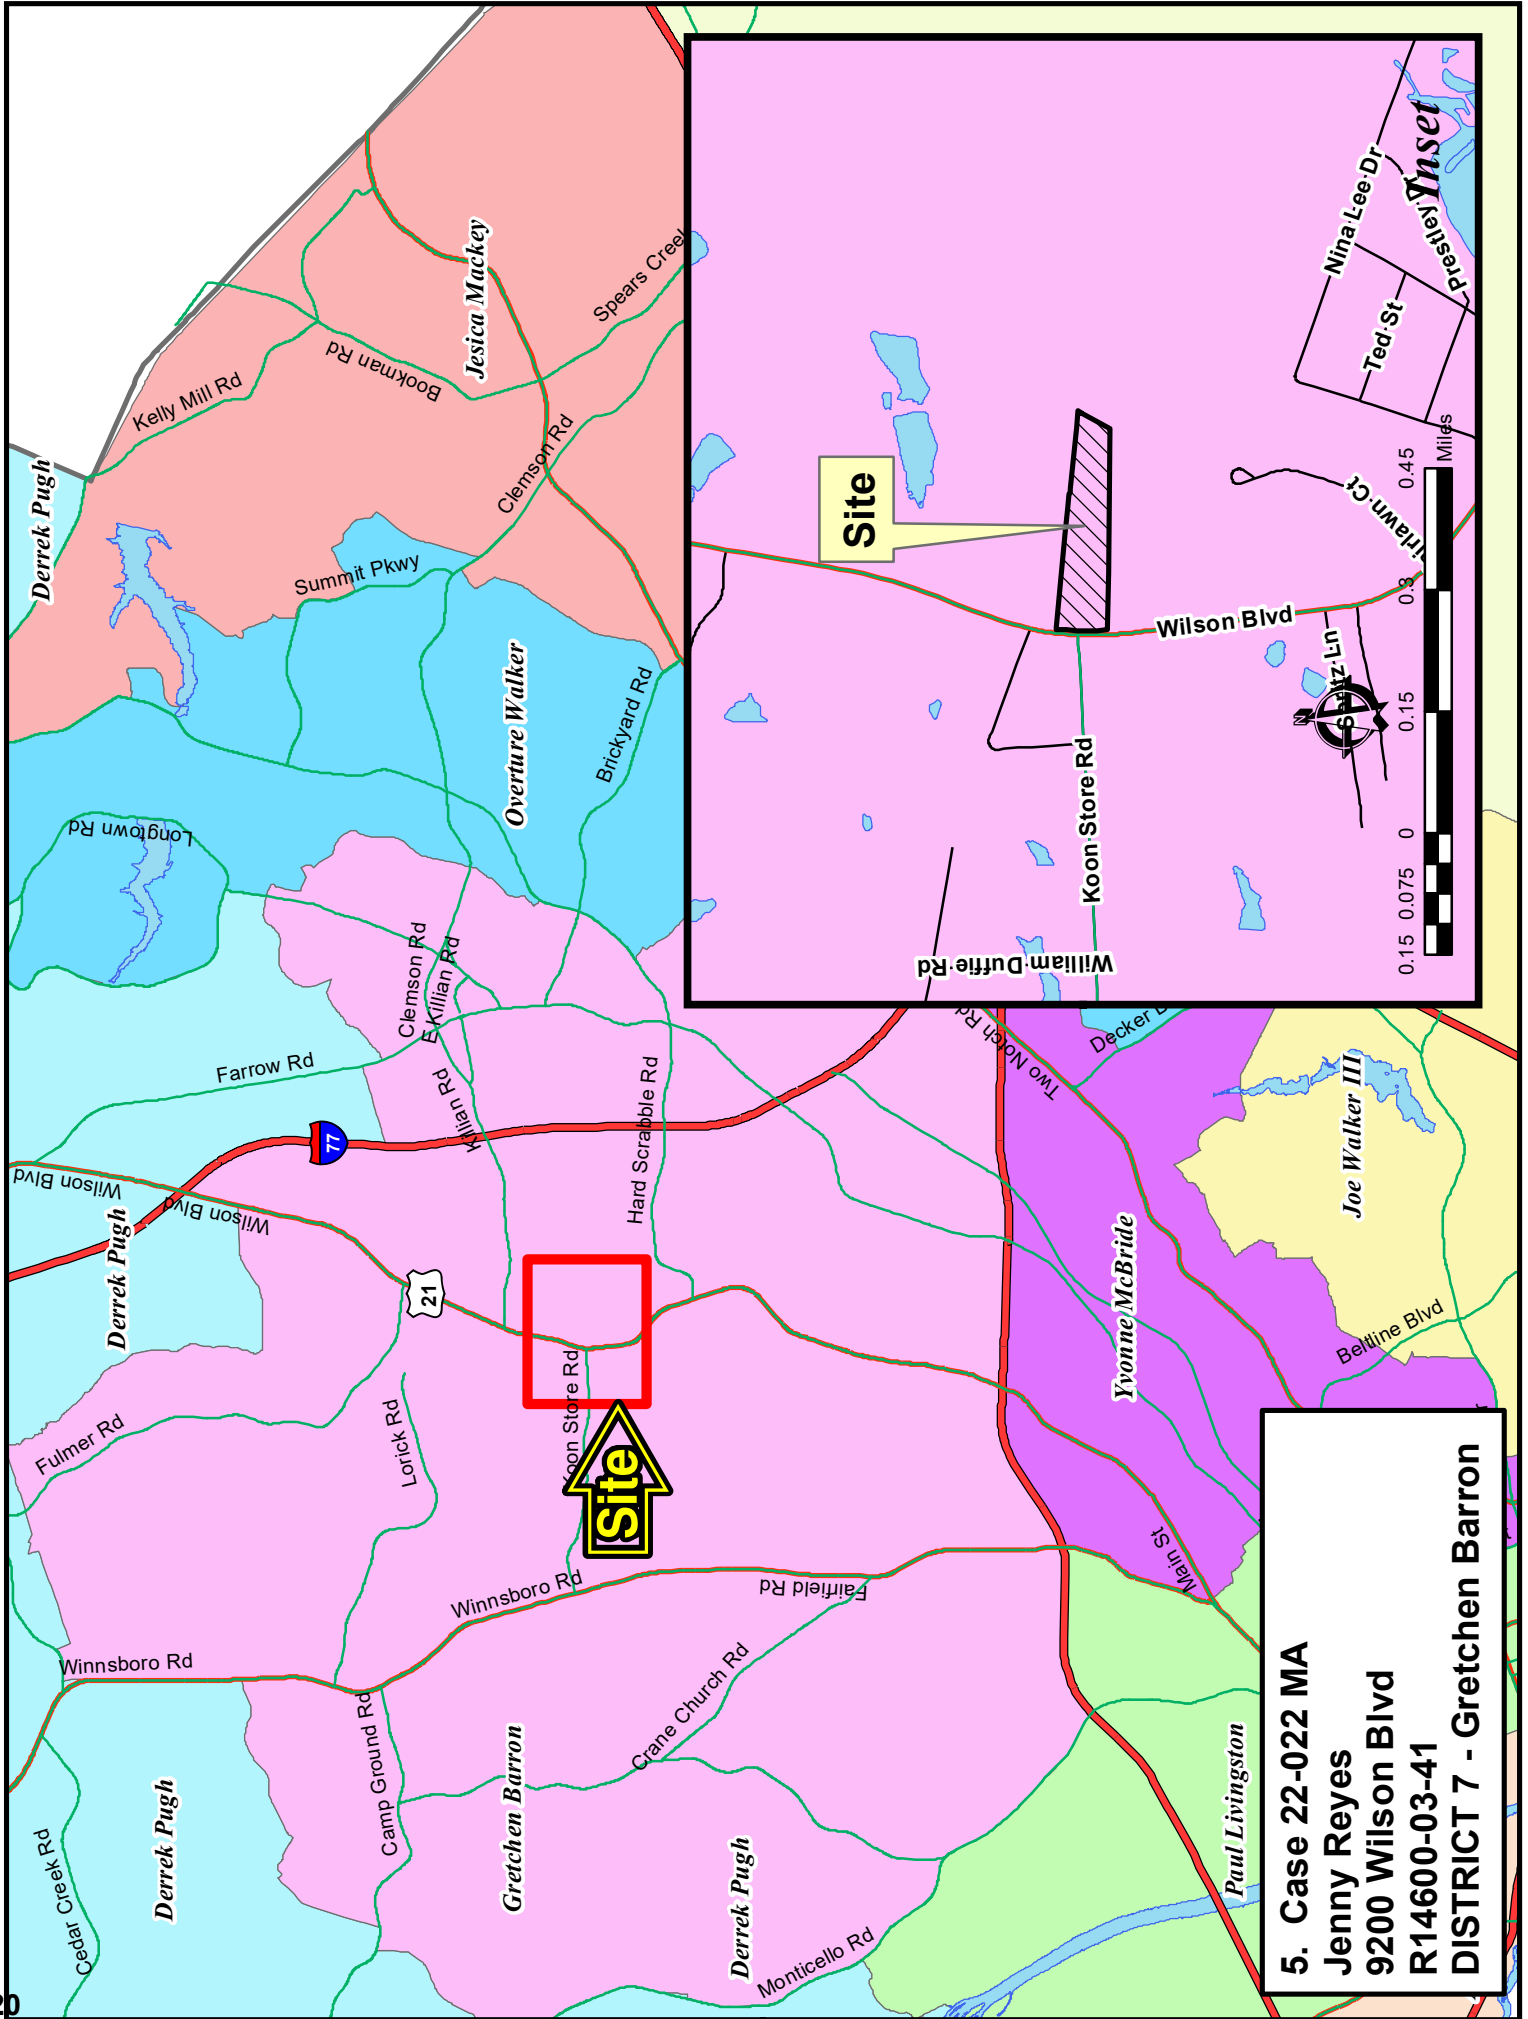 20
Derrek Pugh
Kelly Mill Rd
Bookman Rd
Jesica Mackey
Spears Creek
Clemson Rd
Summit Pkwy
Overture Walker
Brickyard Rd
Longtown Rd
Clemson Rd
E Killian Rd
Killian Rd
Farrow Rd
Hard Scrabble Rd
77
Wilson Blvd
Wilson Blvd
Derrek Pugh
21
Fulmer Rd
Lorick Rd
Koon Store Rd
Site
Winnsboro Rd
Winnsboro Rd
Fairfield Rd
Crane Church Rd
Camp Ground Rd
Cedar Creek Rd
Derrek Pugh
Gretchen Barron
Derrek Pugh
Monticello Rd
Paul Livingston
Main St
Yvonne McBride
Two Notch Rd
Decker B
Joe Walker III
Beltline Blvd
Site
Wilson Blvd
Koon Store Rd
William Duffie Rd
Nina Lee Dr
Prestley Dr
Ted St
Inset
N
0.15 0.075 0 0.15 0.3 0.45
Miles
5. Case 22-022 MA
Jenny Reyes
9200 Wilson Blvd
R14600-03-41
DISTRICT 7 - Gretchen Barron